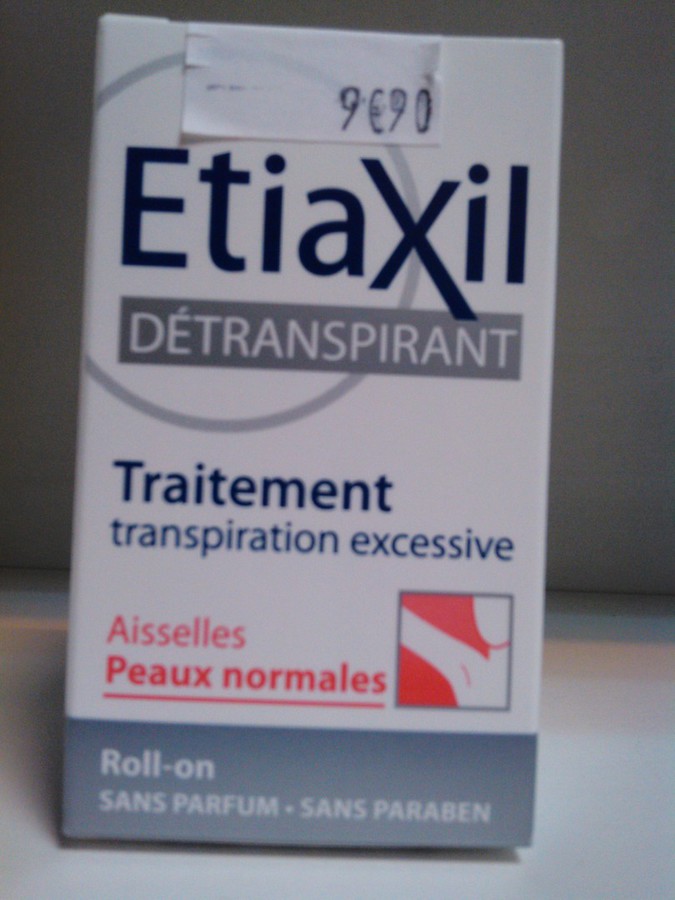 9€90
EtiaXil
DÉTRANSPIRANT
Traitement
transpiration excessive
Aisselles
Peaux normales
Roll-on
SANS PARFUM • SANS PARABEN